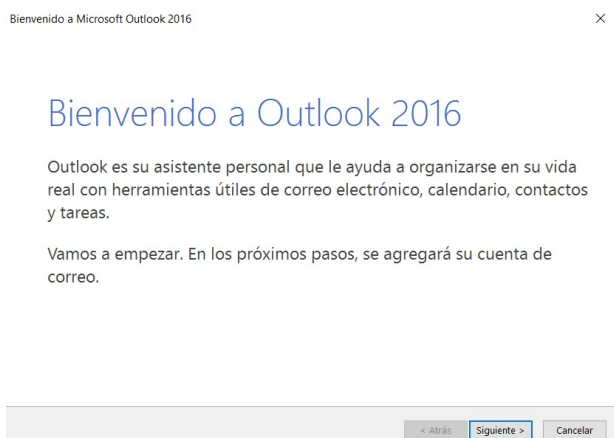 Bienvenido a Microsoft Outlook 2016
Bienvenido a Outlook 2016
Outlook es su asistente personal que le ayuda a organizarse en su vida
real con herramientas útiles de correo electrónico, calendario, contactos
y tareas.
Vamos a empezar. En los próximos pasos, se agregará su cuenta de
correo.
< Atrás Siguiente > Cancelar